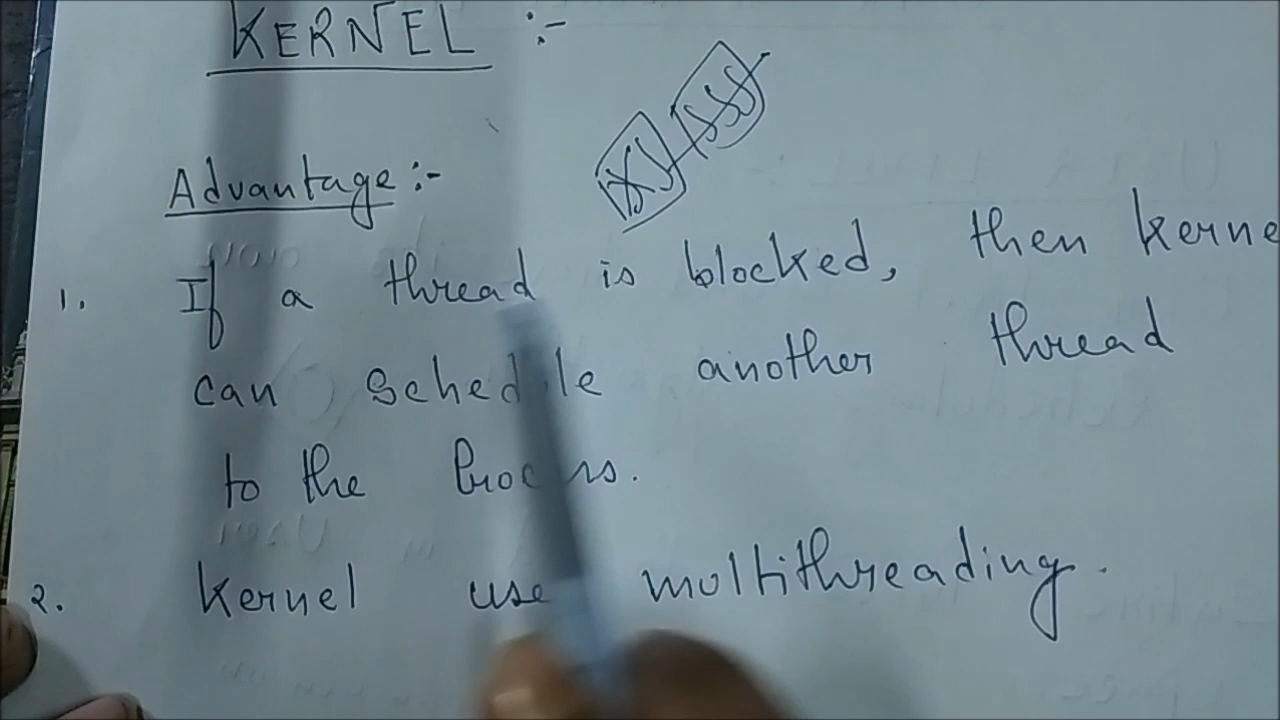 KERNEL :-
Advantage :-
1. If a thread is blocked, then kerne
can schedule another thread
to the Process.
2. Kernel use multithreading.